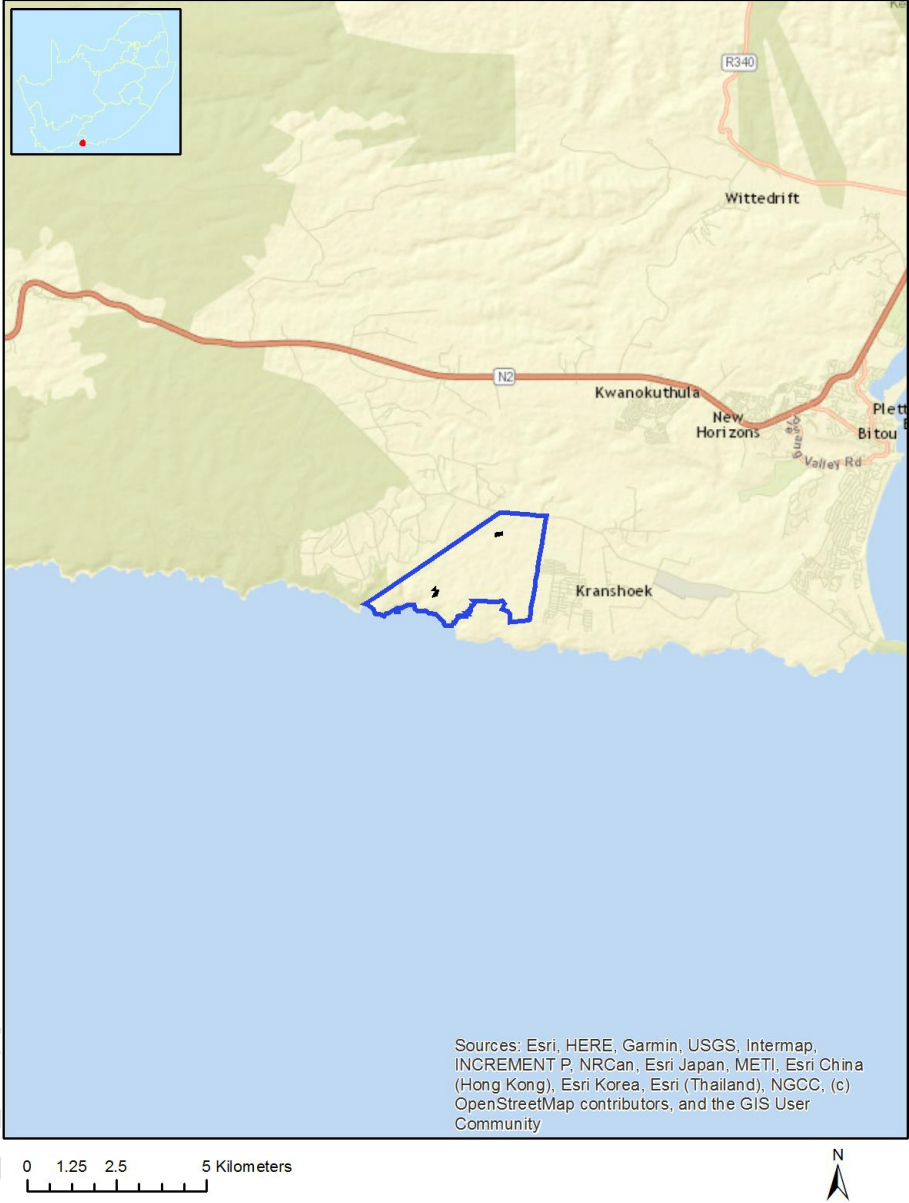 R340
Wittedrift
N2
Kwanokuthula
New
Horizons
Plett
Bitou
Valley Rd
Kranshoek
Sources: Esri, HERE, Garmin, USGS, Intermap,
INCREMENT P, NRCan, Esri Japan, METI, Esri China
(Hong Kong), Esri Korea, Esri (Thailand), NGCC, (c)
OpenStreetMap contributors, and the GIS User
Community
0 1.25 2.5 5 Kilometers
N